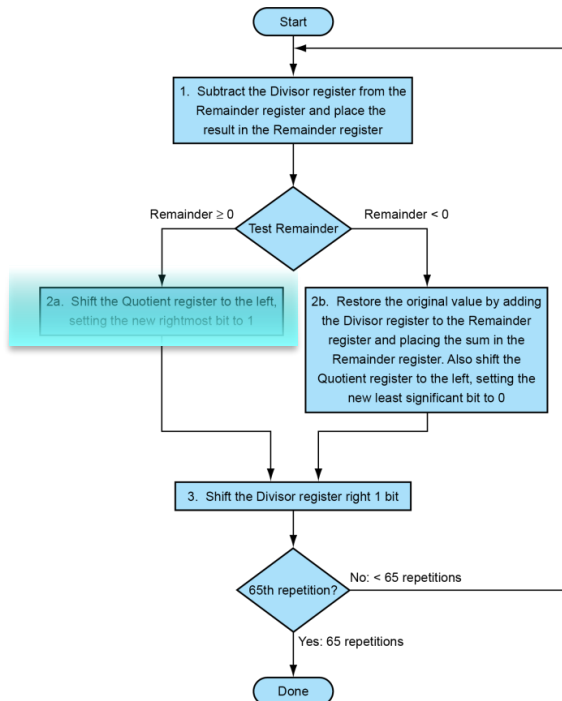 Start
1. Subtract the Divisor register from the
Remainder register and place the
result in the Remainder register
Test Remainder
Remainder ≥ 0
Remainder < 0
2a. Shift the Quotient register to the left,
setting the new rightmost bit to 1
2b. Restore the original value by adding
the Divisor register to the Remainder
register and placing the sum in the
Remainder register. Also shift the
Quotient register to the left, setting the
new least significant bit to 0
3. Shift the Divisor register right 1 bit
65th repetition?
No: < 65 repetitions
Yes: 65 repetitions
Done